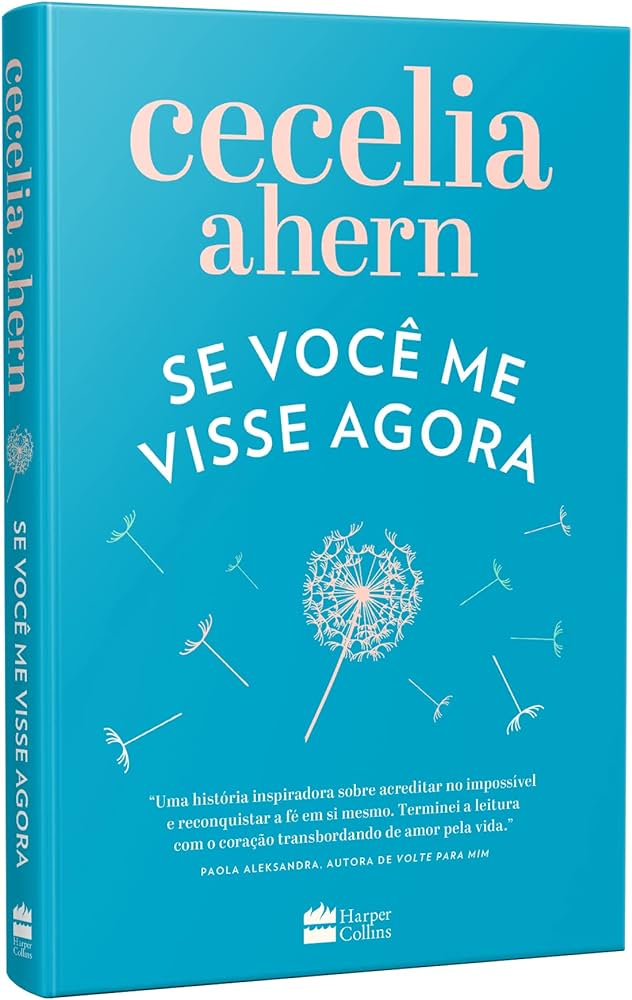 cecelia
ahern
SE VOCÊ ME
VISSE AGORA
“Uma história inspiradora sobre acreditar no impossível
e reconquistar a fé em si mesmo. Terminei a leitura
com o coração transbordando de amor pela vida.”
PAOLA ALEKSANDRA, AUTORA DE VOLTE PARA MIM
Harper
Collins
cecelia ahern
SE VOCÊ ME VISSE AGORA
Harper
Collins